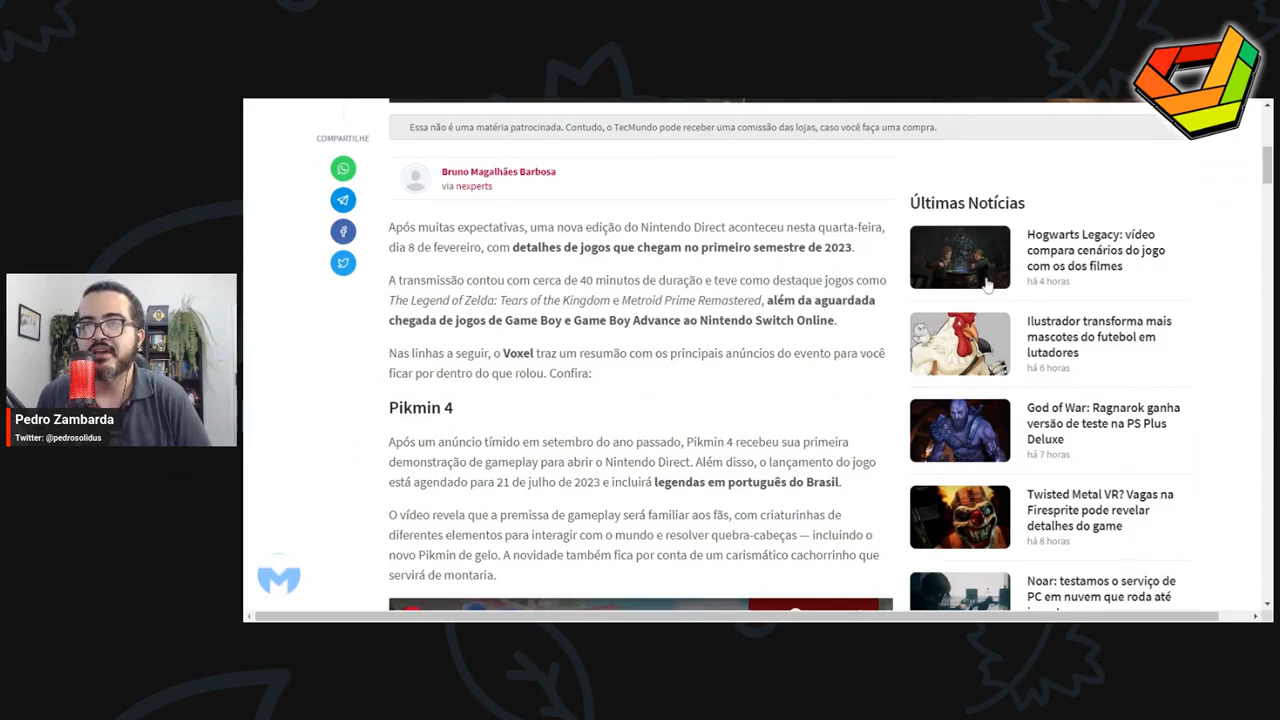 Essa não é uma matéria patrocinada. Contudo, o TecMundo pode receber uma comissão das lojas, caso você faça uma compra.
COMPARTILHE
Bruno Magalhães Barbosa
via nexperts
Após muitas expectativas, uma nova edição do Nintendo Direct aconteceu nesta quarta-feira,
dia 8 de fevereiro, com detalhes de jogos que chegam no primeiro semestre de 2023.
A transmissão contou com cerca de 40 minutos de duração e teve como destaque jogos como
The Legend of Zelda: Tears of the Kingdom e Metroid Prime Remastered, além da aguardada
chegada de jogos de Game Boy e Game Boy Advance ao Nintendo Switch Online.
Nas linhas a seguir, o Voxel traz um resumão com os principais anúncios do evento para você
ficar por dentro do que rolou. Confira:
Pikmin 4
Após um anúncio tímido em setembro do ano passado, Pikmin 4 recebeu sua primeira
demonstração de gameplay para abrir o Nintendo Direct. Além disso, o lançamento do jogo
está agendado para 21 de julho de 2023 e incluirá legendas em português do Brasil.
O vídeo revela que a premissa de gameplay será familiar aos fãs, com criaturinhas de
diferentes elementos para interagir com o mundo e resolver quebra-cabeças — incluindo o
novo Pikmin de gelo. A novidade também fica por conta de um carismático cachorrinho que
servirá de montaria.
Últimas Notícias
Hogwarts Legacy: vídeo
compara cenários do jogo
com os dos filmes
há 4 horas
Ilustrador transforma mais
mascotes do futebol em
lutadores
há 6 horas
God of War: Ragnarok ganha
versão de teste na PS Plus
Deluxe
há 7 horas
Twisted Metal VR? Vagas na
Firesprite pode revelar
detalhes do game
há 8 horas
Noar: testamos o serviço de
PC em nuvem que roda até
Pedro Zambarda
Twitter: @pedrosolidus